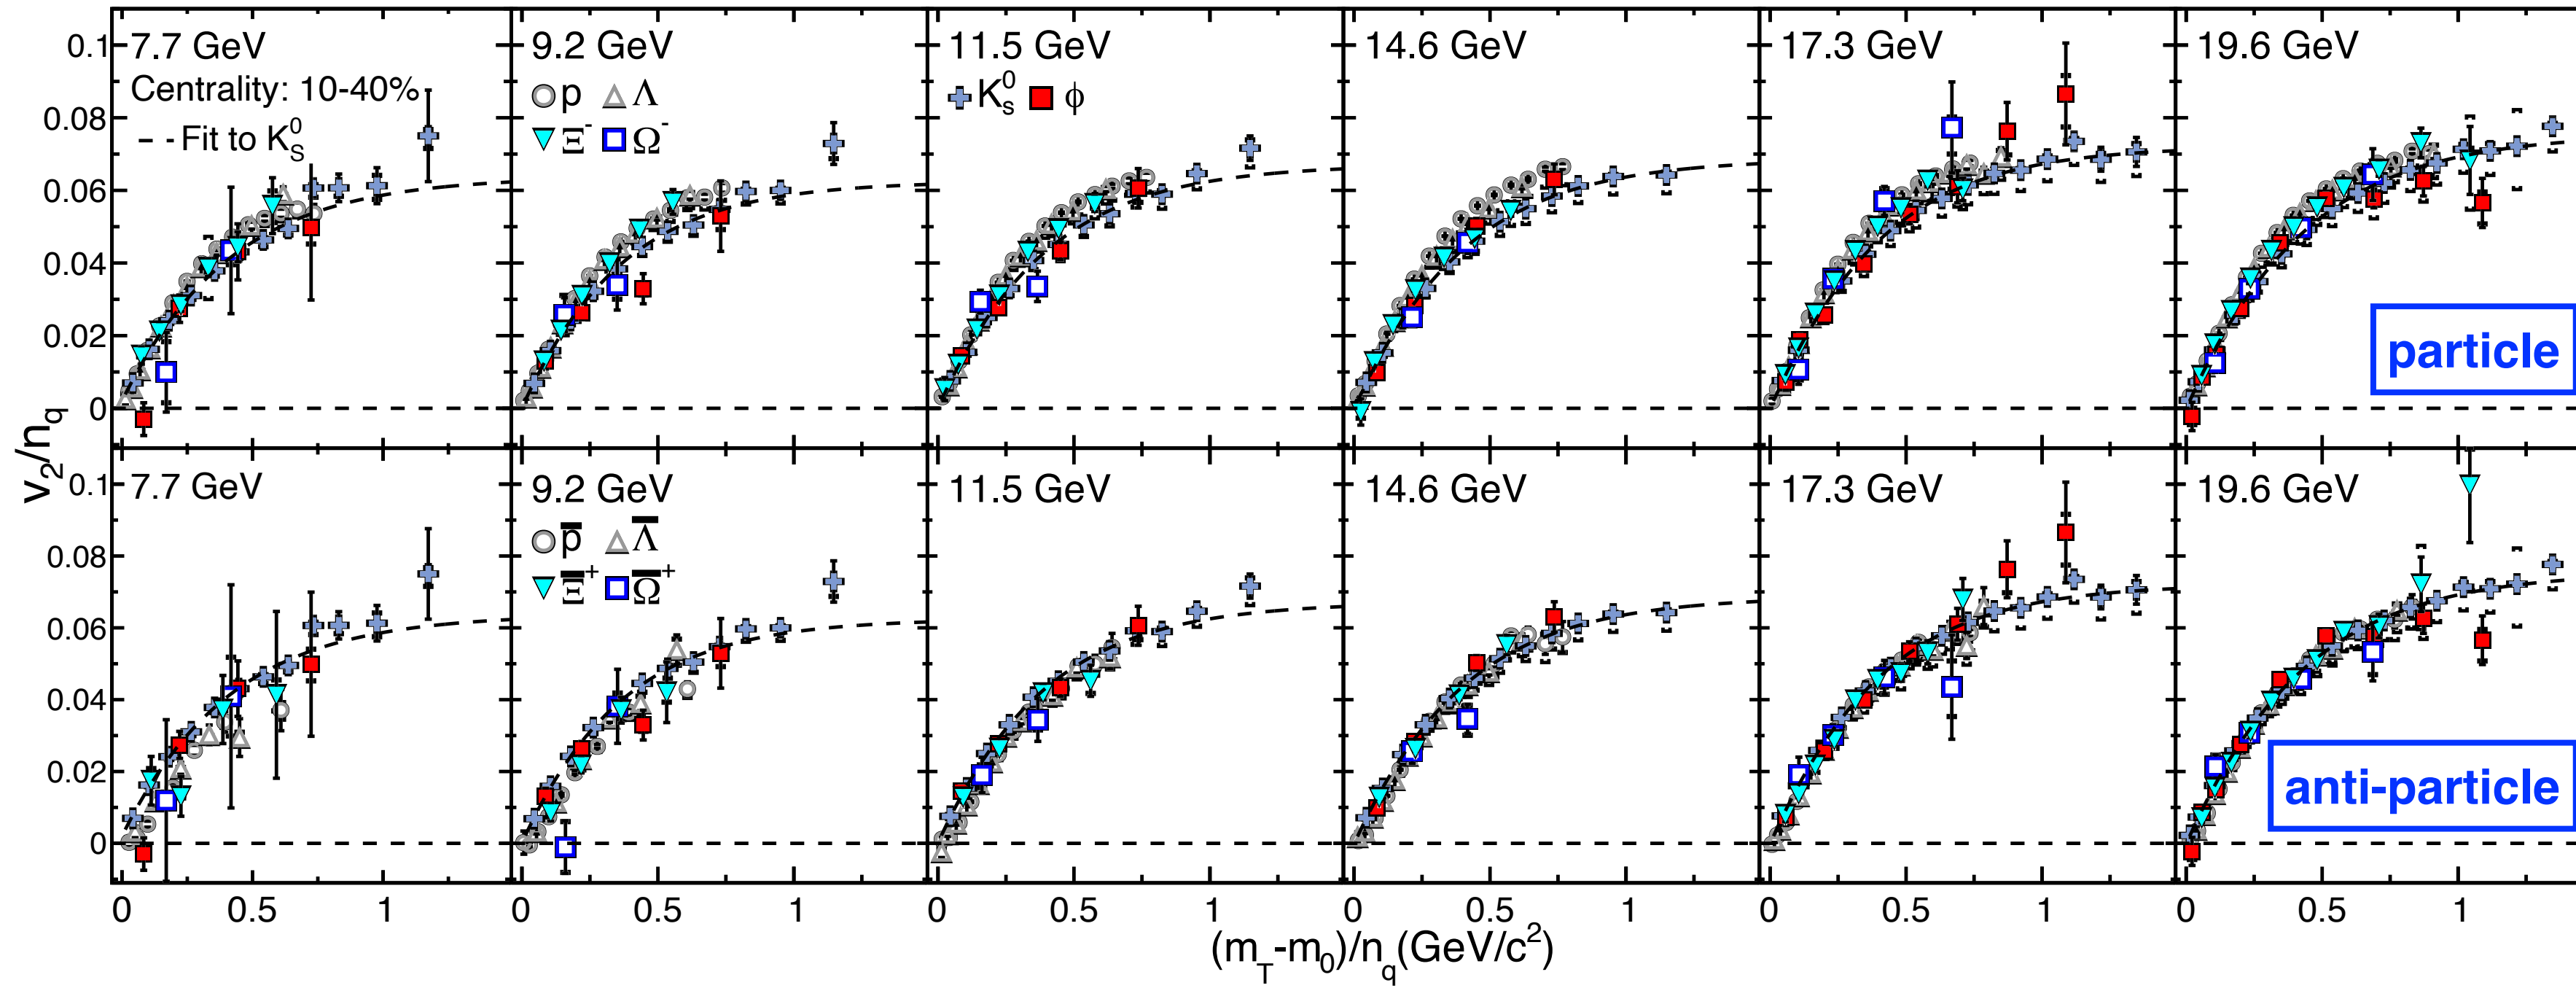 7.7 GeV
Centrality: 10-40%
Fit to K⁰_S
9.2 GeV
p Λ
Ξ⁻ Ω⁻
11.5 GeV
K⁰_s ϕ
14.6 GeV
17.3 GeV
19.6 GeV
particle
0.1
0.08
0.06
0.04
0.02
0
v₂/n_q
7.7 GeV
9.2 GeV
p̅ Λ̅
Ξ̅⁺ Ω̅⁺
11.5 GeV
14.6 GeV
17.3 GeV
19.6 GeV
anti-particle
0.1
0.08
0.06
0.04
0.02
0
0 0.5 1 0 0.5 1 0 0.5 1 0 0.5 1 0 0.5 1 0 0.5 1
(m_T-m₀)/n_q(GeV/c²)